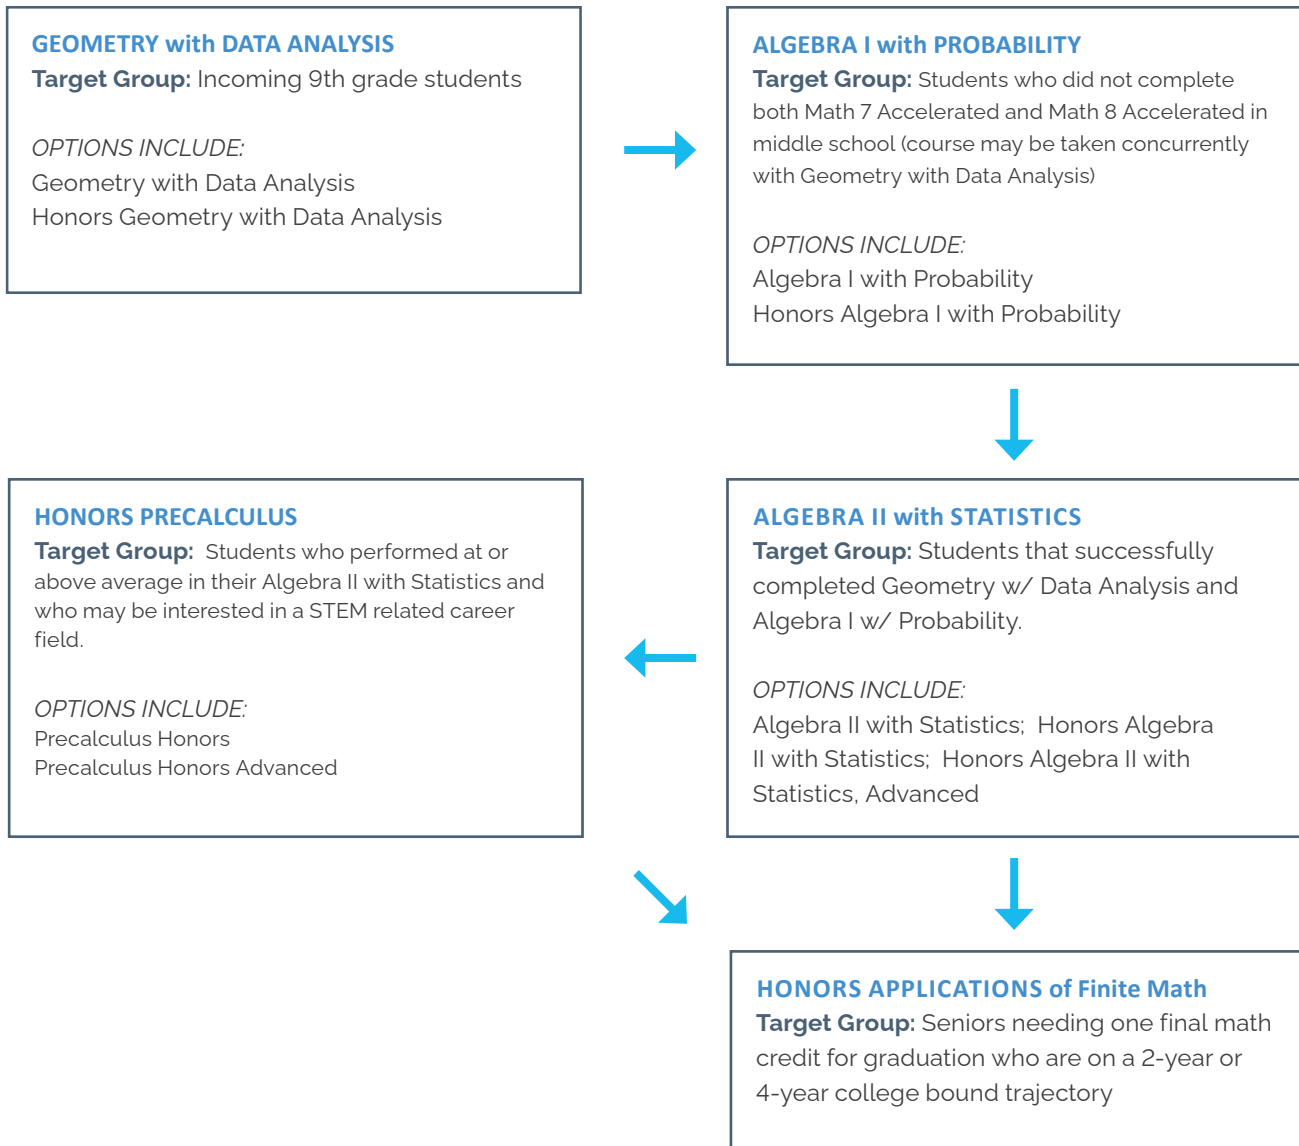 GEOMETRY with DATA ANALYSIS
Target Group: Incoming 9th grade students
OPTIONS INCLUDE:
Geometry with Data Analysis
Honors Geometry with Data Analysis
ALGEBRA I with PROBABILITY
Target Group: Students who did not complete
both Math 7 Accelerated and Math 8 Accelerated in
middle school (course may be taken concurrently
with Geometry with Data Analysis)
OPTIONS INCLUDE:
Algebra I with Probability
Honors Algebra I with Probability
HONORS PRECALCULUS
Target Group: Students who performed at or
above average in their Algebra II with Statistics and
who may be interested in a STEM related career
field.
OPTIONS INCLUDE:
Precalculus Honors
Precalculus Honors Advanced
ALGEBRA II with STATISTICS
Target Group: Students that successfully
completed Geometry w/ Data Analysis and
Algebra I w/ Probability.
OPTIONS INCLUDE:
Algebra II with Statistics; Honors Algebra
II with Statistics; Honors Algebra II with
Statistics, Advanced
HONORS APPLICATIONS of Finite Math
Target Group: Seniors needing one final math
credit for graduation who are on a 2-year or
4-year college bound trajectory